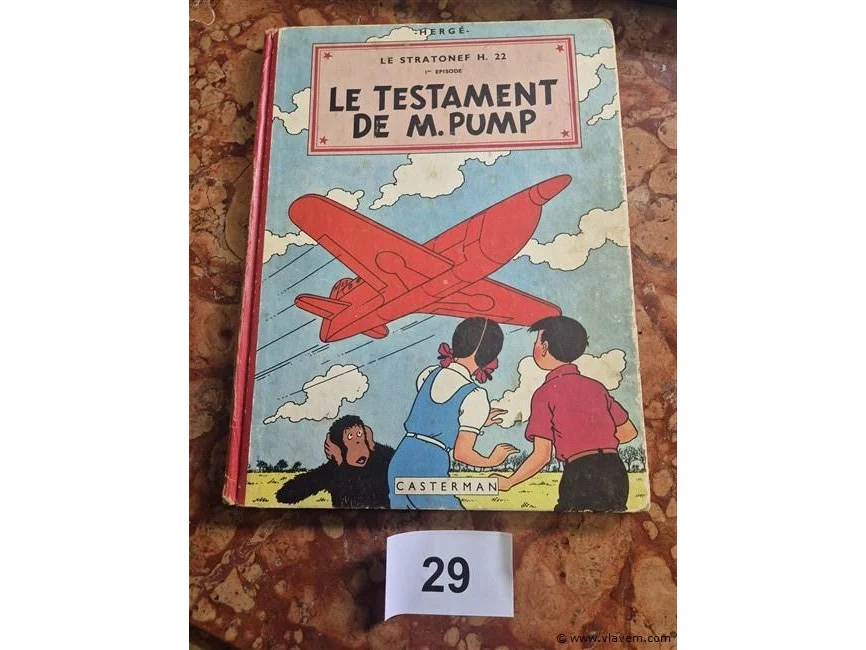 -HERGÉ-
LE STRATONEF H. 22
1er EPISODE
LE TESTAMENT
DE M. PUMP
CASTERMAN
29
© www.vlavem.com